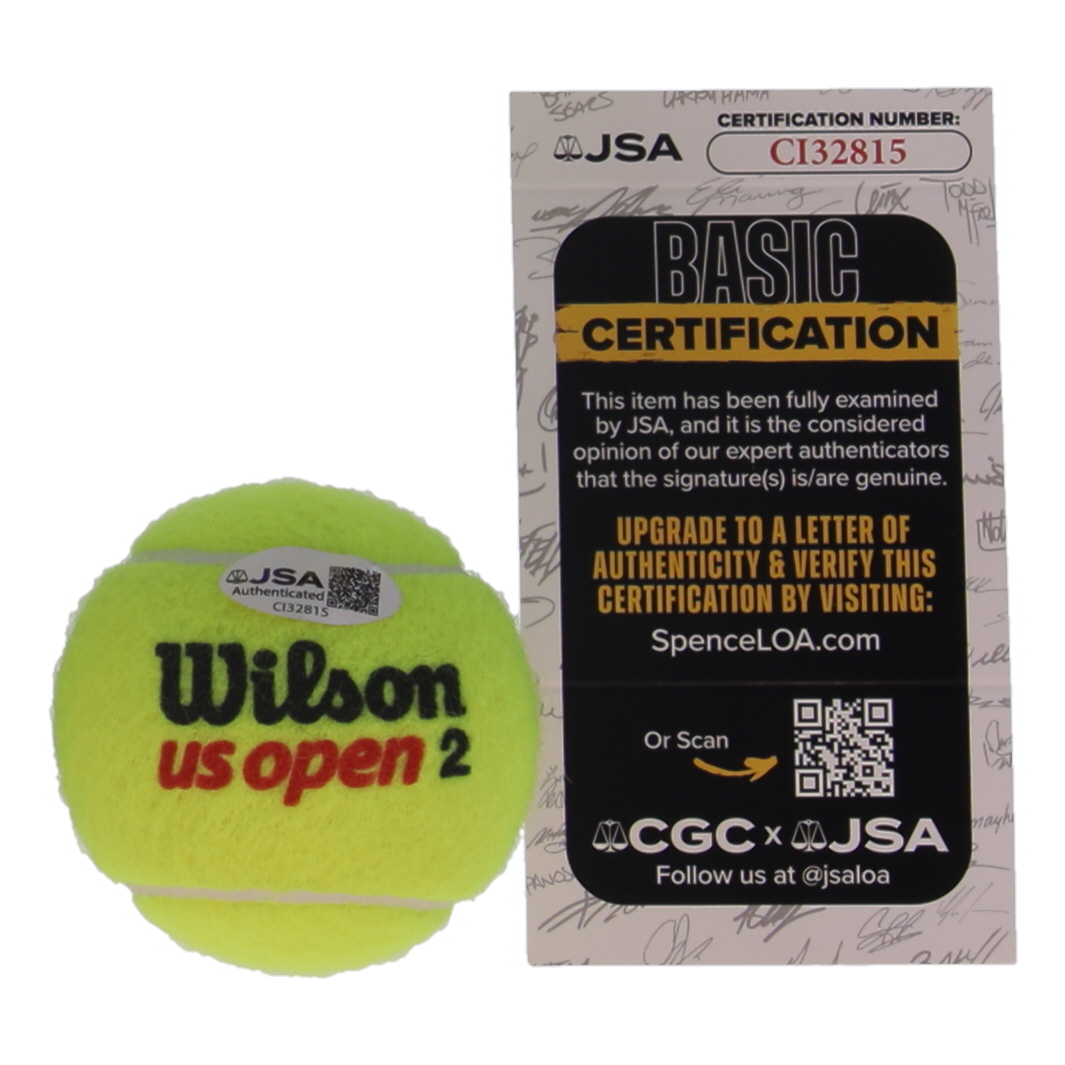 JSA
Authenticated
CI32815
Wilson
us open 2
LARRY HAMA
JSA
CERTIFICATION NUMBER:
CI32815
BASIC
CERTIFICATION
This item has been fully examined
by JSA, and it is the considered
opinion of our expert authenticators
that the signature(s) is/are genuine.
UPGRADE TO A LETTER OF
AUTHENTICITY & VERIFY THIS
CERTIFICATION BY VISITING:
SpenceLOA.com
Or Scan
CGC x JSA
Follow us at @jsaloa